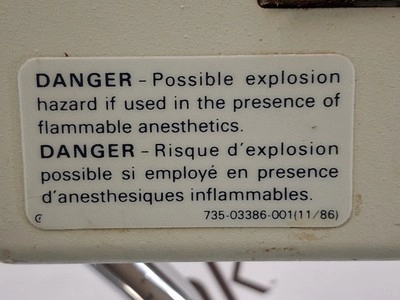 DANGER – Possible explosion
hazard if used in the presence of
flammable anesthetics.
DANGER – Risque d'explosion
possible si employé en presence
d'anesthesiques inflammables.
735-03386-001(11/86)